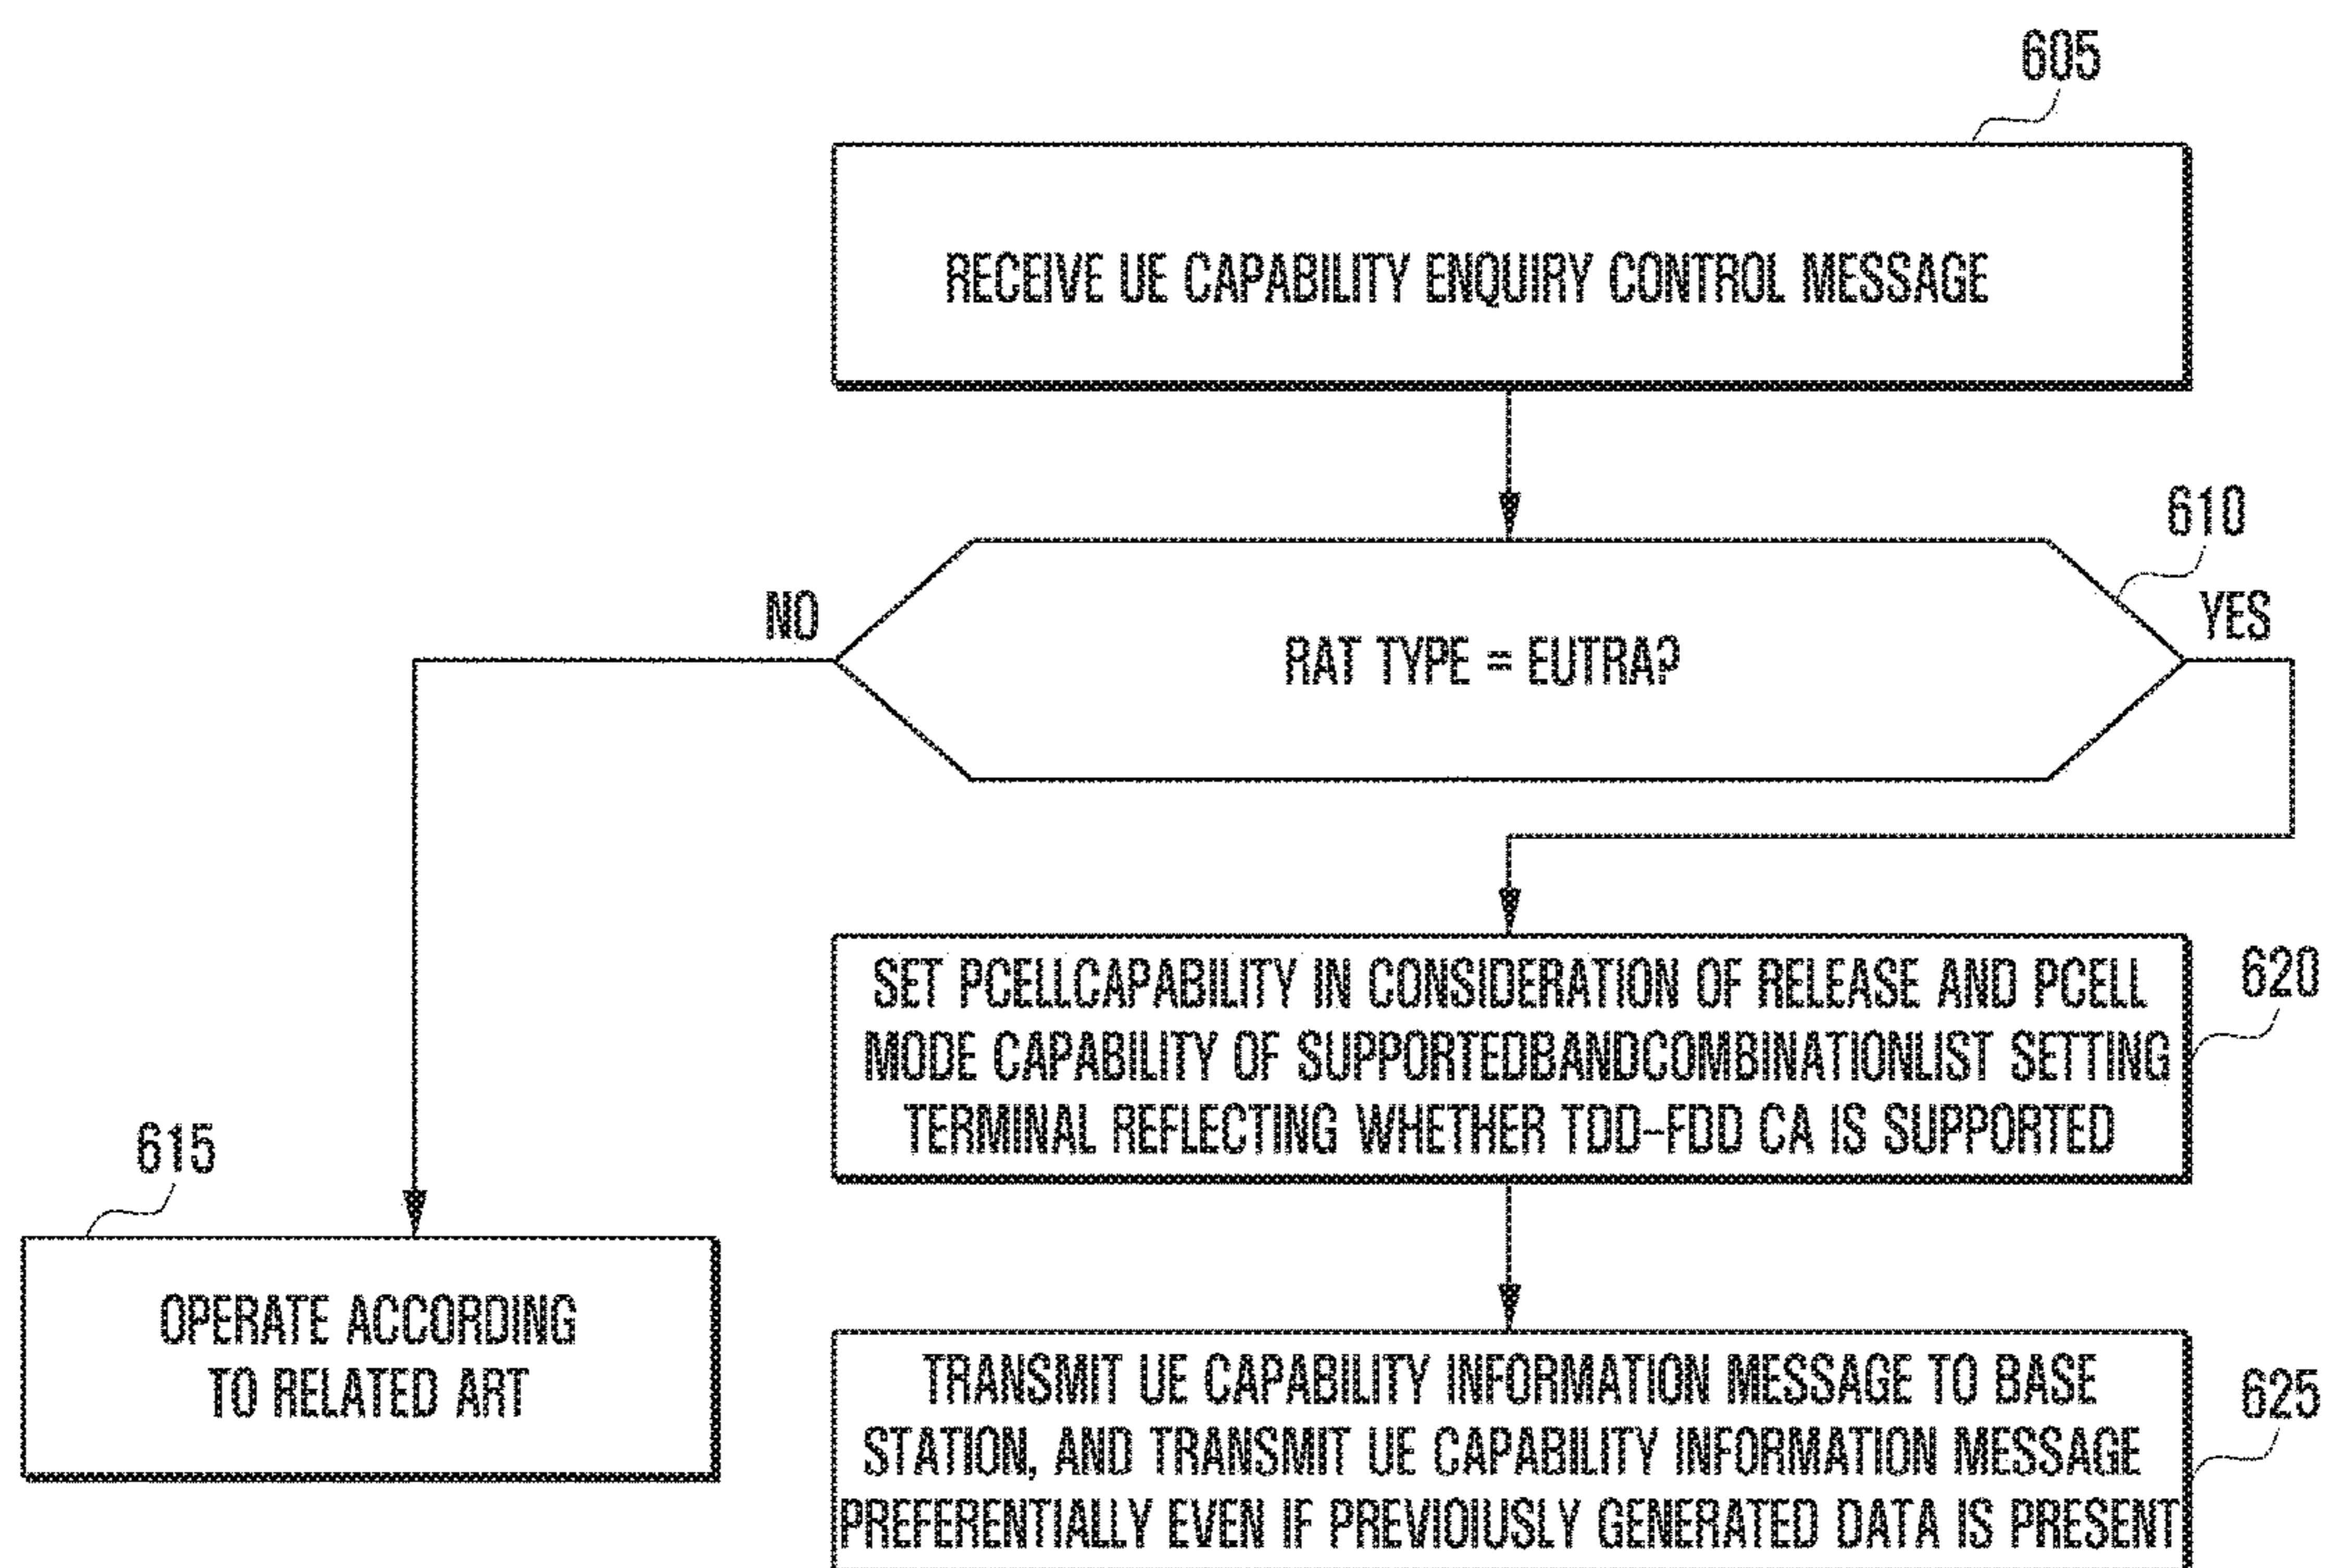 605
RECEIVE UE CAPABILITY ENQUIRY CONTROL MESSAGE
610
NO
YES
RAT TYPE = EUTRA?
SET PCELLCAPABILITY IN CONSIDERATION OF RELEASE AND PCELL
MODE CAPABILITY OF SUPPORTEDBANDCOMBINATIONLIST SETTING
TERMINAL REFLECTING WHETHER TDD-FDD CA IS SUPPORTED
620
615
OPERATE ACCORDING
TO RELATED ART
TRANSMIT UE CAPABILITY INFORMATION MESSAGE TO BASE
STATION, AND TRANSMIT UE CAPABILITY INFORMATION MESSAGE
PREFERENTIALLY EVEN IF PREVIOIUSLY GENERATED DATA IS PRESENT
625